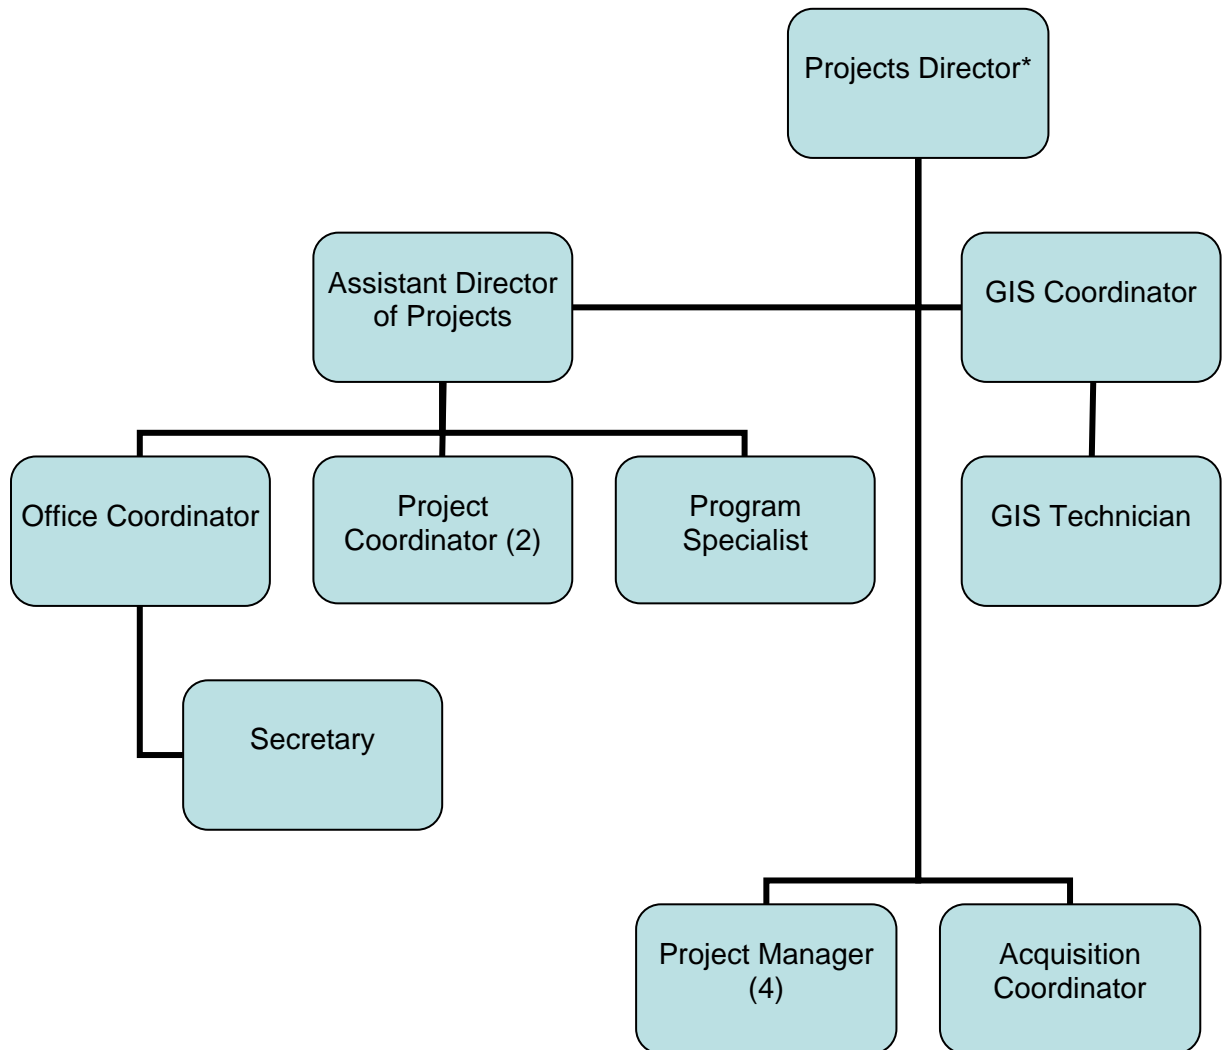 Projects Director*
Assistant Director
of Projects
GIS Coordinator
Office Coordinator
Project
Coordinator (2)
Program
Specialist
GIS Technician
Secretary
Project Manager
(4)
Acquisition
Coordinator